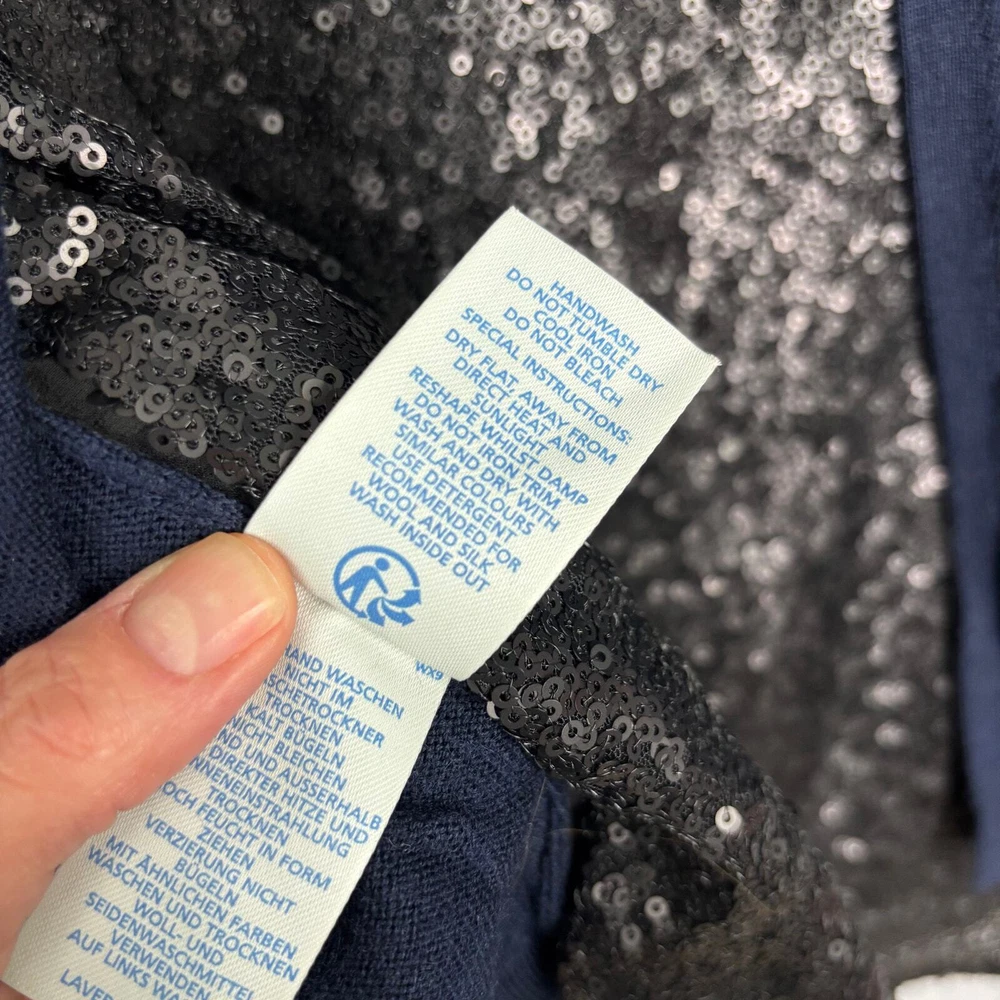 HANDWASH
DO NOT TUMBLE DRY
COOL IRON
DO NOT BLEACH
SPECIAL INSTRUCTIONS:
DRY FLAT, AWAY FROM
DIRECT HEAT AND
SUNLIGHT
RESHAPE WHILST DAMP
DO NOT IRON TRIM
WASH AND DRY WITH
SIMILAR COLOURS
USE DETERGENT
RECOMMENDED FOR
WOOL AND SILK
WASH INSIDE OUT
WX9
WASCHEN
NICHT IM
TROCKNEN
BÜGELN
NICHT BLEICHEN
UND AUSSERHALB
DIREKTER HITZE UND
TROCKNEN
FEUCHT IN FORM
ZIEHEN
VERZIERUNG NICHT
BÜGELN
MIT ÄHNLICHEN FARBEN
WASCHEN UND TROCKNEN
WOLL- UND
SEIDENWASCHMITTEL
VERWENDEN
AUF LINKS